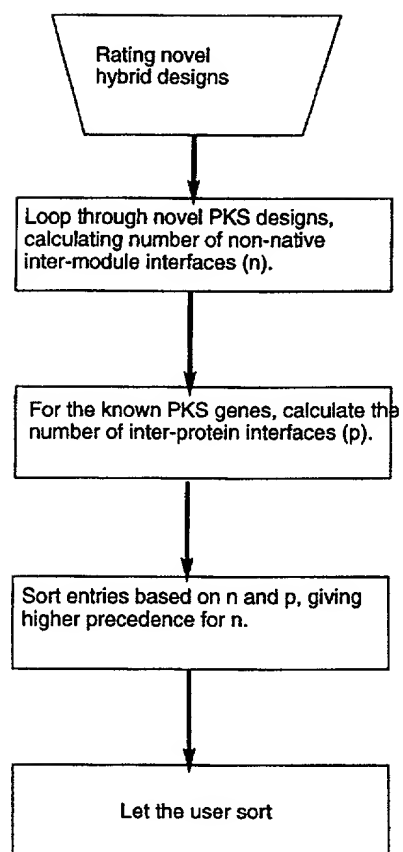 Rating novel
hybrid designs
Loop through novel PKS designs,
calculating number of non-native
inter-module interfaces (n).
For the known PKS genes, calculate the
number of inter-protein interfaces (p).
Sort entries based on n and p, giving
higher precedence for n.
Let the user sort